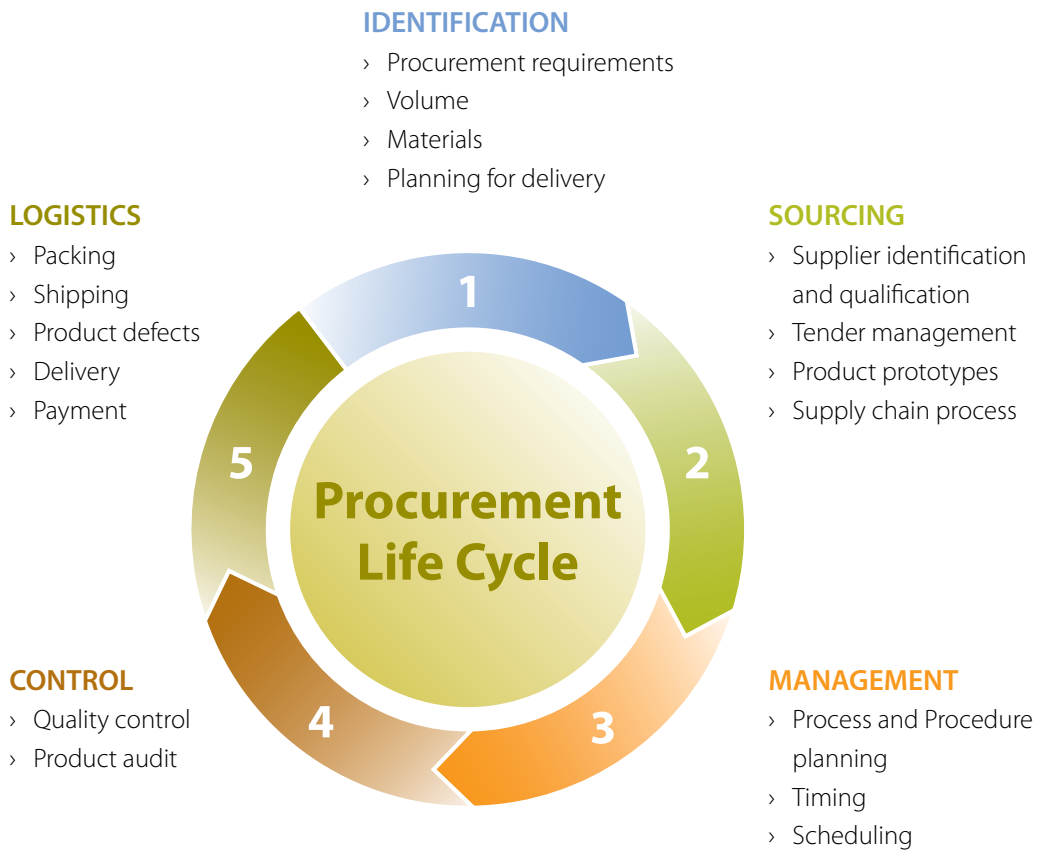 IDENTIFICATION
› Procurement requirements
› Volume
› Materials
› Planning for delivery
LOGISTICS
› Packing
› Shipping
› Product defects
› Delivery
› Payment
SOURCING
› Supplier identification
and qualification
› Tender management
› Product prototypes
› Supply chain process
1
2
3
4
5
Procurement
Life Cycle
CONTROL
› Quality control
› Product audit
MANAGEMENT
› Process and Procedure
planning
› Timing
› Scheduling